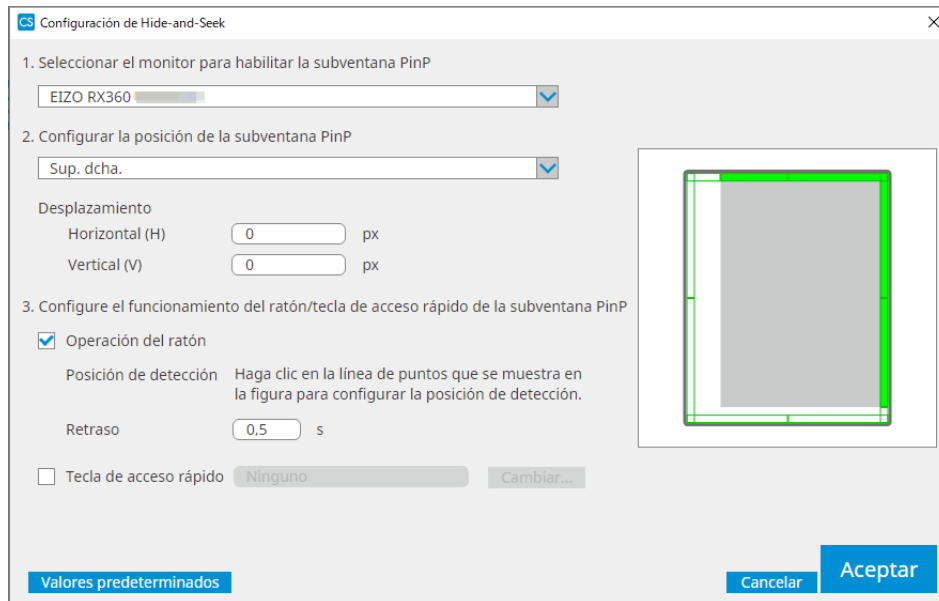 CS Configuración de Hide-and-Seek
1. Seleccionar el monitor para habilitar la subventana PinP
EIZO RX360
2. Configurar la posición de la subventana PinP
Sup. dcha.
Desplazamiento
Horizontal (H) 0 px
Vertical (V) 0 px
3. Configure el funcionamiento del ratón/tecla de acceso rápido de la subventana PinP
Operación del ratón
Posición de detección Haga clic en la línea de puntos que se muestra en
la figura para configurar la posición de detección.
Retraso 0,5 s
Tecla de acceso rápido Ninguno Cambiar...
Valores predeterminados Cancelar Aceptar